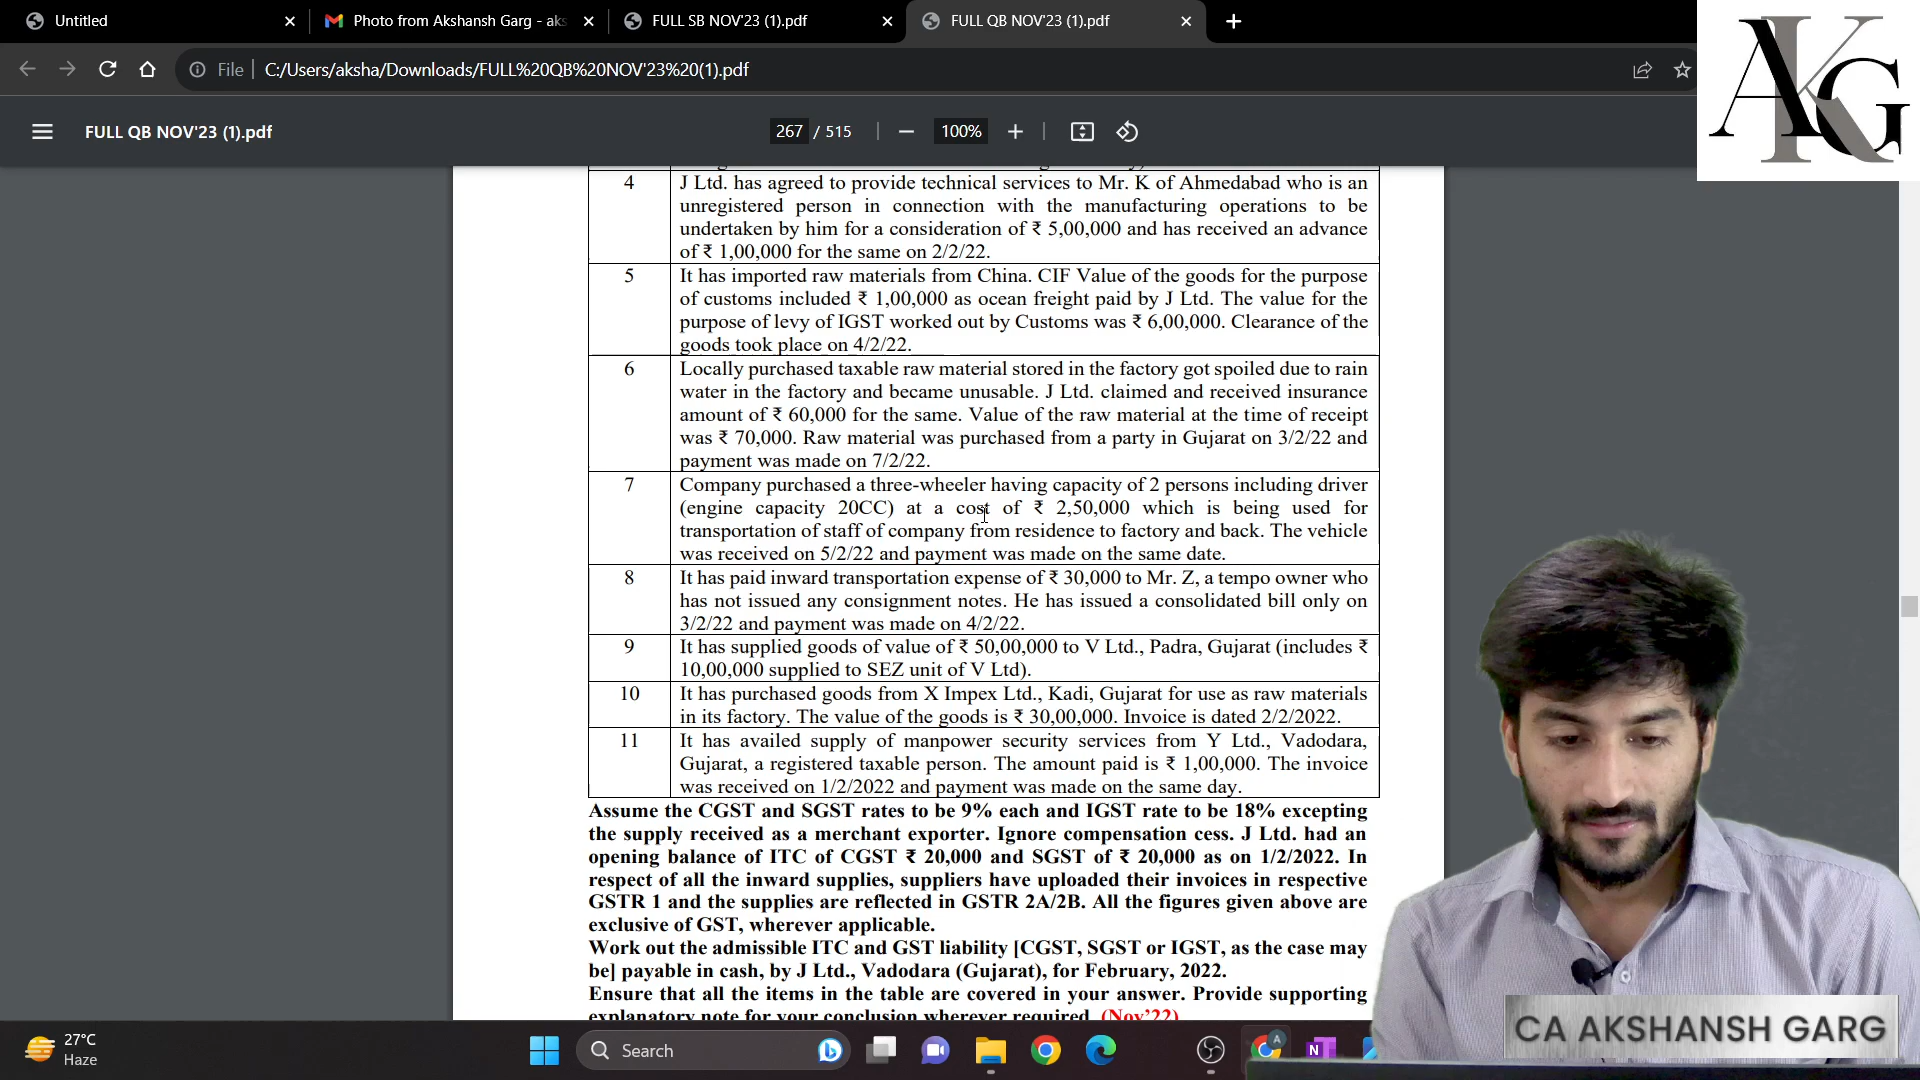 Untitled
Photo from Akshansh Garg - aks
FULL SB NOV'23 (1).pdf
FULL QB NOV'23 (1).pdf
File
C:/Users/aksha/Downloads/FULL%20QB%20NOV'23%20(1).pdf
AKG
FULL QB NOV'23 (1).pdf
267 / 515
100%
4 J Ltd. has agreed to provide technical services to Mr. K of Ahmedabad who is an
unregistered person in connection with the manufacturing operations to be
undertaken by him for a consideration of ₹ 5,00,000 and has received an advance
of ₹ 1,00,000 for the same on 2/2/22.
5 It has imported raw materials from China. CIF Value of the goods for the purpose
of customs included ₹ 1,00,000 as ocean freight paid by J Ltd. The value for the
purpose of levy of IGST worked out by Customs was ₹ 6,00,000. Clearance of the
goods took place on 4/2/22.
6 Locally purchased taxable raw material stored in the factory got spoiled due to rain
water in the factory and became unusable. J Ltd. claimed and received insurance
amount of ₹ 60,000 for the same. Value of the raw material at the time of receipt
was ₹ 70,000. Raw material was purchased from a party in Gujarat on 3/2/22 and
payment was made on 7/2/22.
7 Company purchased a three-wheeler having capacity of 2 persons including driver
(engine capacity 20CC) at a cost of ₹ 2,50,000 which is being used for
transportation of staff of company from residence to factory and back. The vehicle
was received on 5/2/22 and payment was made on the same date.
8 It has paid inward transportation expense of ₹ 30,000 to Mr. Z, a tempo owner who
has not issued any consignment notes. He has issued a consolidated bill only on
3/2/22 and payment was made on 4/2/22.
9 It has supplied goods of value of ₹ 50,00,000 to V Ltd., Padra, Gujarat (includes ₹
10,00,000 supplied to SEZ unit of V Ltd).
10 It has purchased goods from X Impex Ltd., Kadi, Gujarat for use as raw materials
in its factory. The value of the goods is ₹ 30,00,000. Invoice is dated 2/2/2022.
11 It has availed supply of manpower security services from Y Ltd., Vadodara,
Gujarat, a registered taxable person. The amount paid is ₹ 1,00,000. The invoice
was received on 1/2/2022 and payment was made on the same day.
Assume the CGST and SGST rates to be 9% each and IGST rate to be 18% excepting
the supply received as a merchant exporter. Ignore compensation cess. J Ltd. had an
opening balance of ITC of CGST ₹ 20,000 and SGST of ₹ 20,000 as on 1/2/2022. In
respect of all the inward supplies, suppliers have uploaded their invoices in respective
GSTR 1 and the supplies are reflected in GSTR 2A/2B. All the figures given above are
exclusive of GST, wherever applicable.
Work out the admissible ITC and GST liability [CGST, SGST or IGST, as the case may
be] payable in cash, by J Ltd., Vadodara (Gujarat), for February, 2022.
Ensure that all the items in the table are covered in your answer. Provide supporting
explanatory note for your conclusion wherever required. (Nov'22)
CA AKSHANSH GARG
27°C
Haze
Search